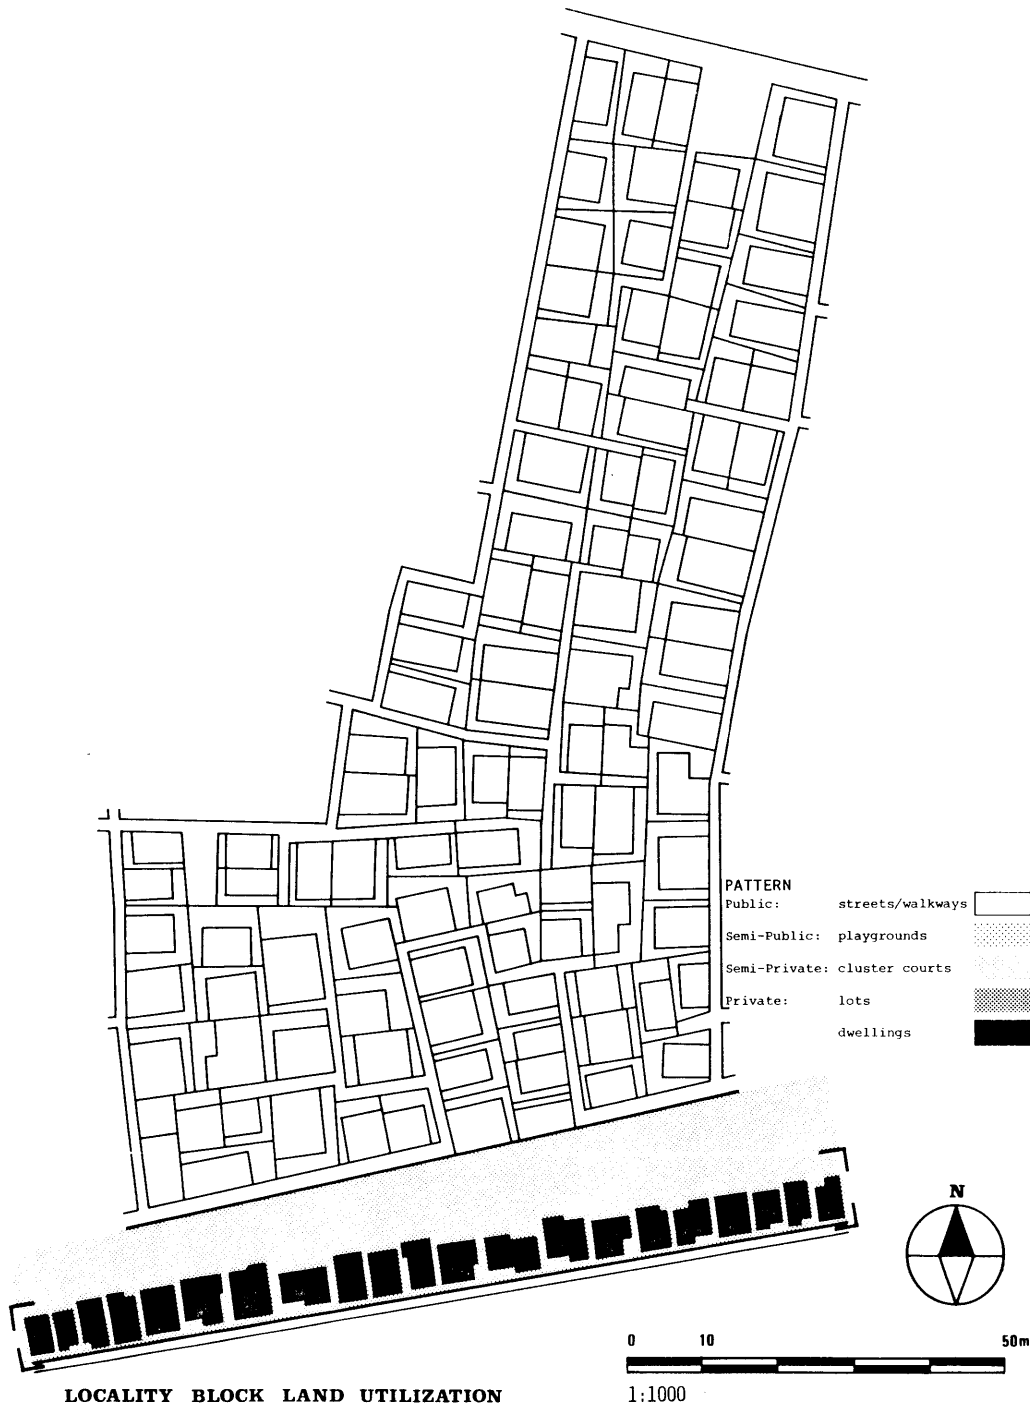 PATTERN
Public: streets/walkways
Semi-Public: playgrounds
Semi-Private: cluster courts
Private: lots
dwellings
N
0 10 50m
1:1000
LOCALITY BLOCK LAND UTILIZATION